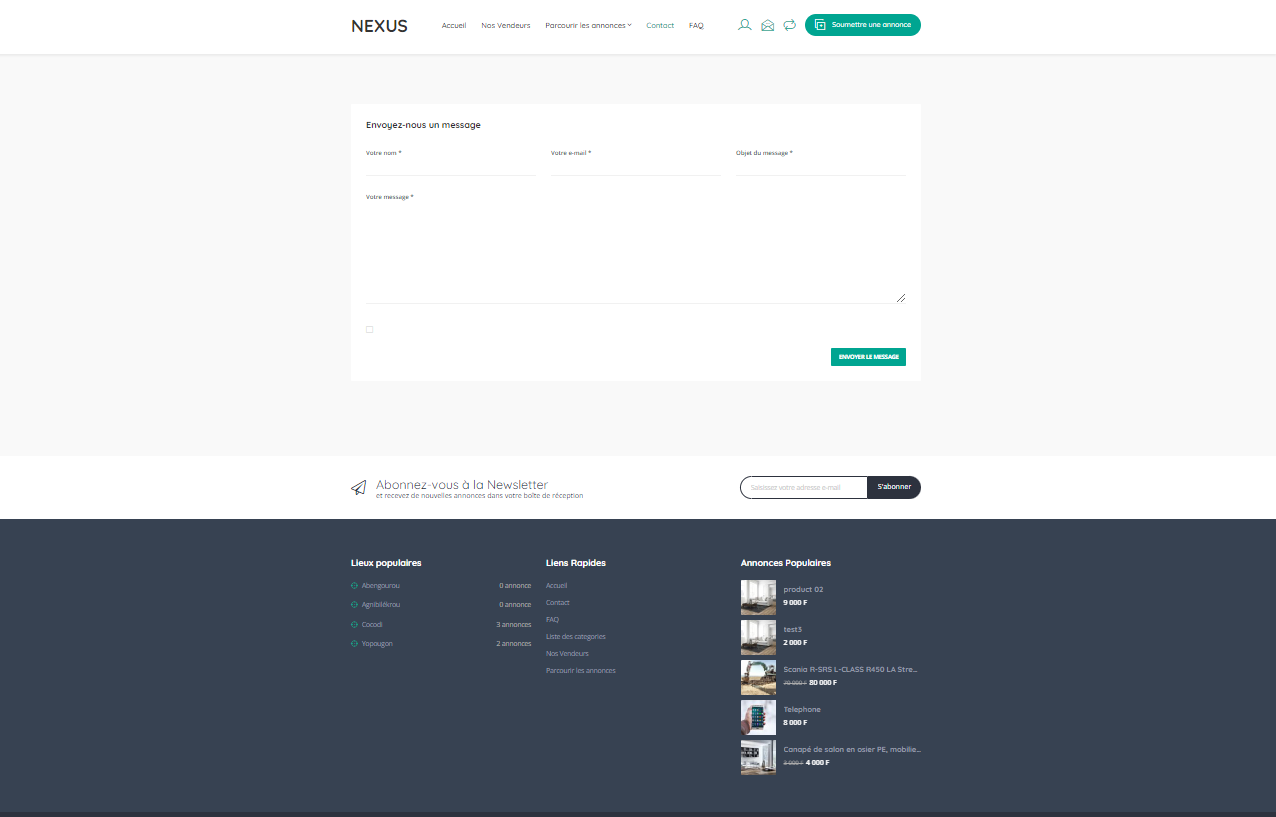 NEXUS
Accueil
Nos Vendeurs
Parcourir les annonces
Contact
FAQ
Soumettre une annonce
Envoyez-nous un message
Votre nom *
Votre e-mail *
Objet du message *
Votre message *
ENVOYER LE MESSAGE
Abonnez-vous à la Newsletter
et recevez de nouvelles annonces dans votre boîte de réception
Saisissez votre adresse e-mail
S'abonner
Lieux populaires
Abengourou
0 annonce
Agnibilékrou
0 annonce
Cocodi
3 annonces
Yopougon
2 annonces
Liens Rapides
Accueil
Contact
FAQ
Liste des categories
Nos Vendeurs
Parcourir les annonces
Annonces Populaires
product 02
9 000 F
test3
2 000 F
Scania R-SRS L-CLASS R450 LA Stre...
70 000 F 80 000 F
Telephone
8 000 F
Canapé de salon en osier PE, mobilie...
3 000 F 4 000 F